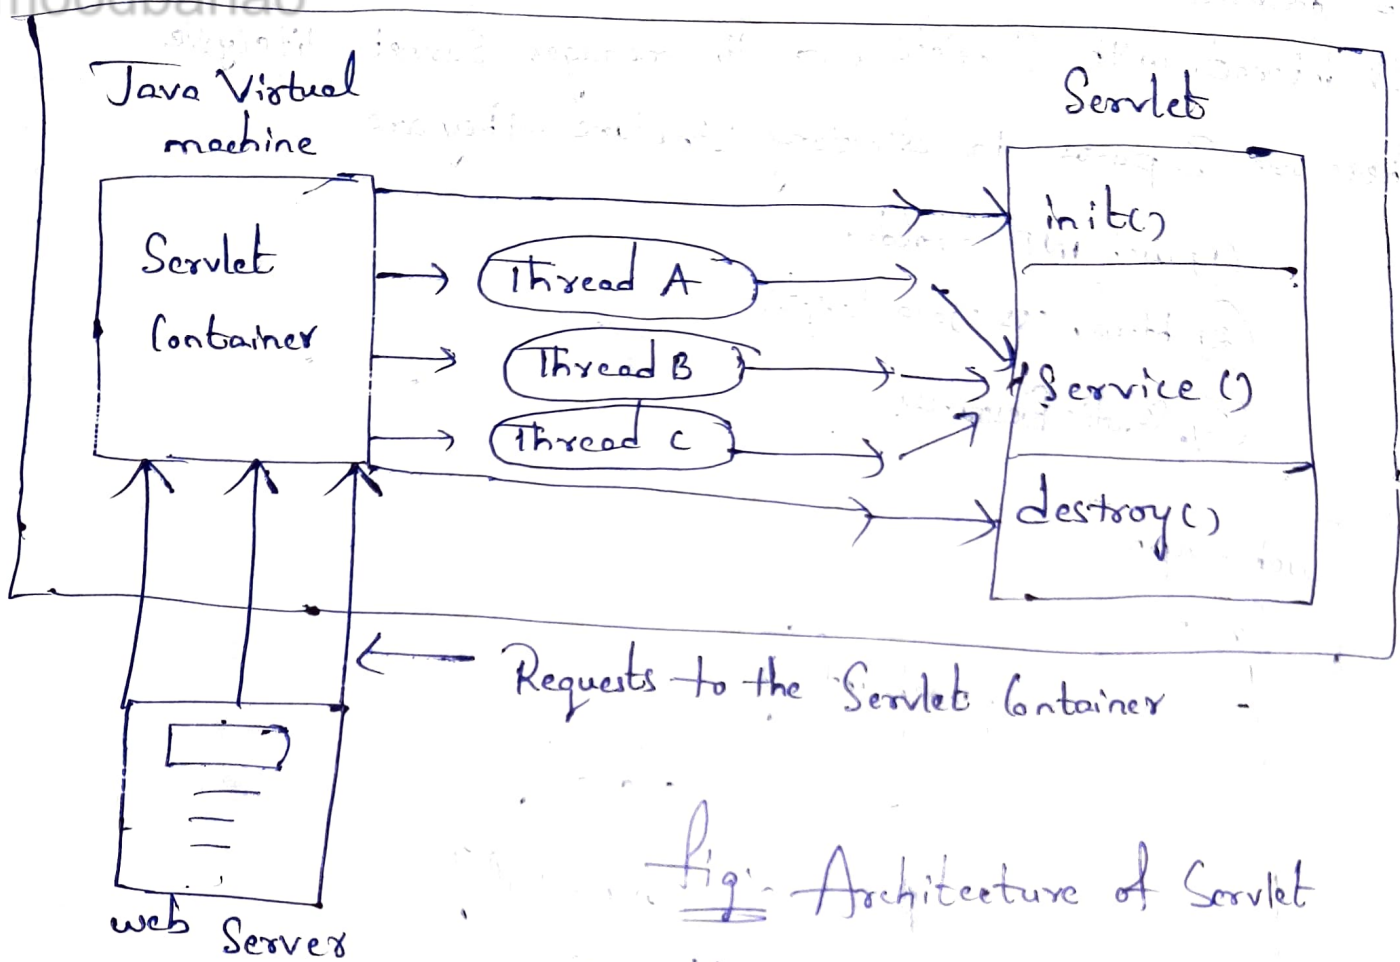 Java Virtual
machine
Servlet
Servlet
Container
Thread A
Thread B
Thread C
init()
Service ()
destroy()
Requests to the Servlet Container
fig:- Architecture of Servlet
web Server